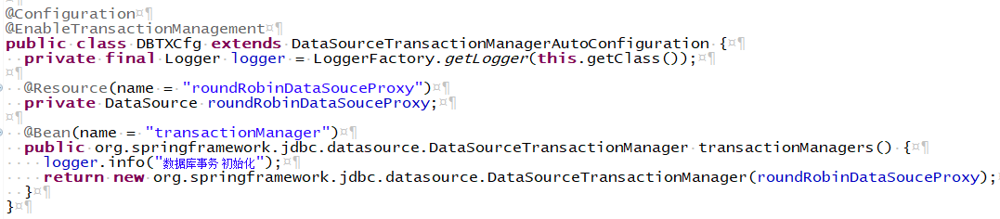 @Configuration¤¶
@EnableTransactionManagement¤¶
public·class·DBTXCfg·extends·DataSourceTransactionManagerAutoConfiguration·{¤¶
··private·final·Logger·logger·=·LoggerFactory.getLogger(this.getClass());¤¶
¤¶
··@Resource(name·=·"roundRobinDataSouceProxy")¤¶
··private·DataSource·roundRobinDataSouceProxy;¤¶
¤¶
··@Bean(name·=·"transactionManager")¤¶
··public·org.springframework.jdbc.datasource.DataSourceTransactionManager·transactionManagers()·{¤¶
····logger.info("数据库事务初始化");¤¶
····return·new·org.springframework.jdbc.datasource.DataSourceTransactionManager(roundRobinDataSouceProxy);
··}¤¶
}¤¶